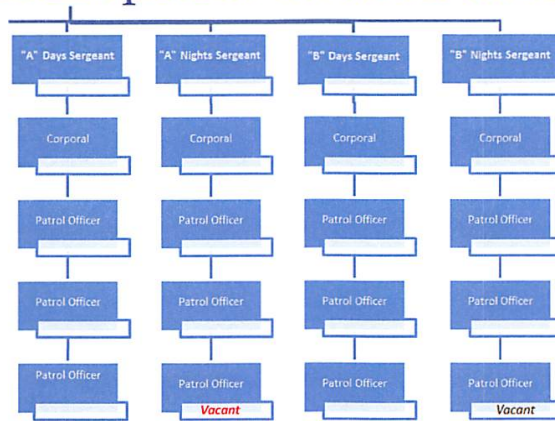 "A" Days Sergeant
"A" Nights Sergeant
"B" Days Sergeant
"B" Nights Sergeant
Corporal
Corporal
Corporal
Corporal
Patrol Officer
Patrol Officer
Patrol Officer
Patrol Officer
Patrol Officer
Patrol Officer
Patrol Officer
Patrol Officer
Patrol Officer
Patrol Officer
Patrol Officer
Patrol Officer
Vacant
Vacant